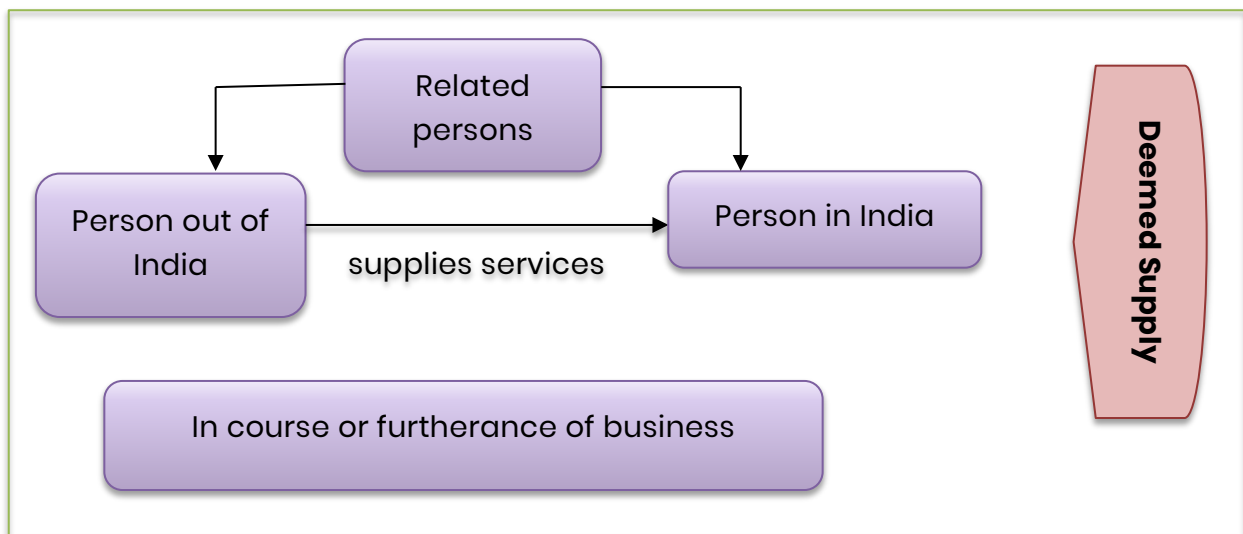 Related
persons
Person out of
India
supplies services
Person in India
In course or furtherance of business
Deemed Supply